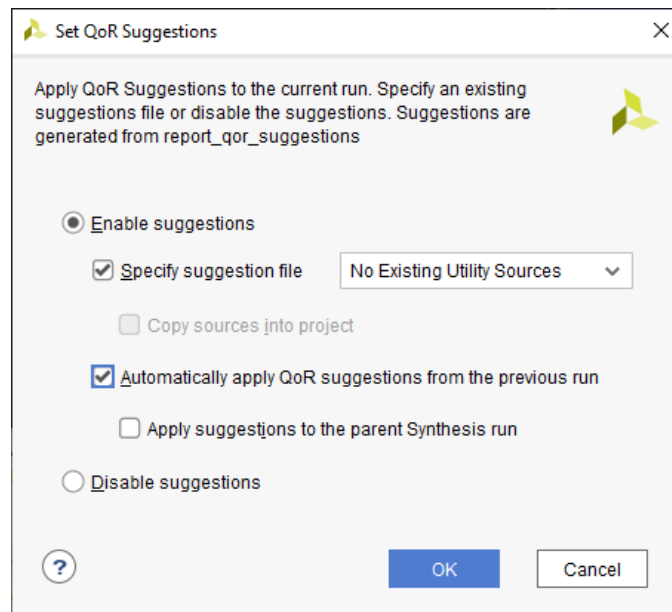 Set QoR Suggestions
Apply QoR Suggestions to the current run. Specify an existing
suggestions file or disable the suggestions. Suggestions are
generated from report_qor_suggestions
Enable suggestions
Specify suggestion file No Existing Utility Sources
Copy sources into project
Automatically apply QoR suggestions from the previous run
Apply suggestions to the parent Synthesis run
Disable suggestions
? OK Cancel